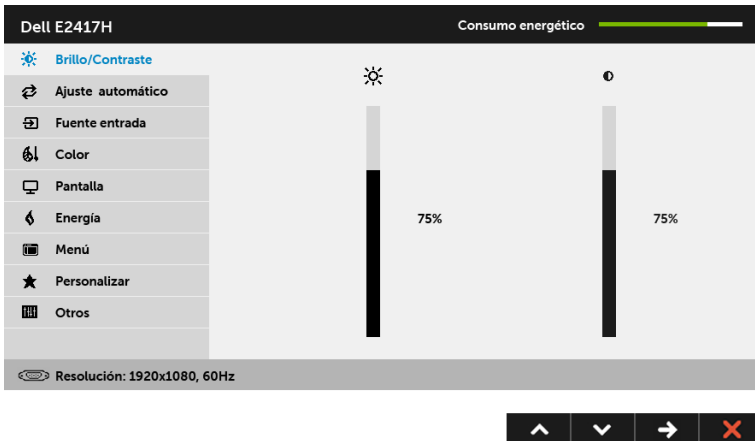 Dell E2417H
Consumo energético
Brillo/Contraste
Ajuste automático
Fuente entrada
Color
Pantalla
Energía
Menú
Personalizar
Otros
75%
75%
Resolución: 1920x1080, 60Hz